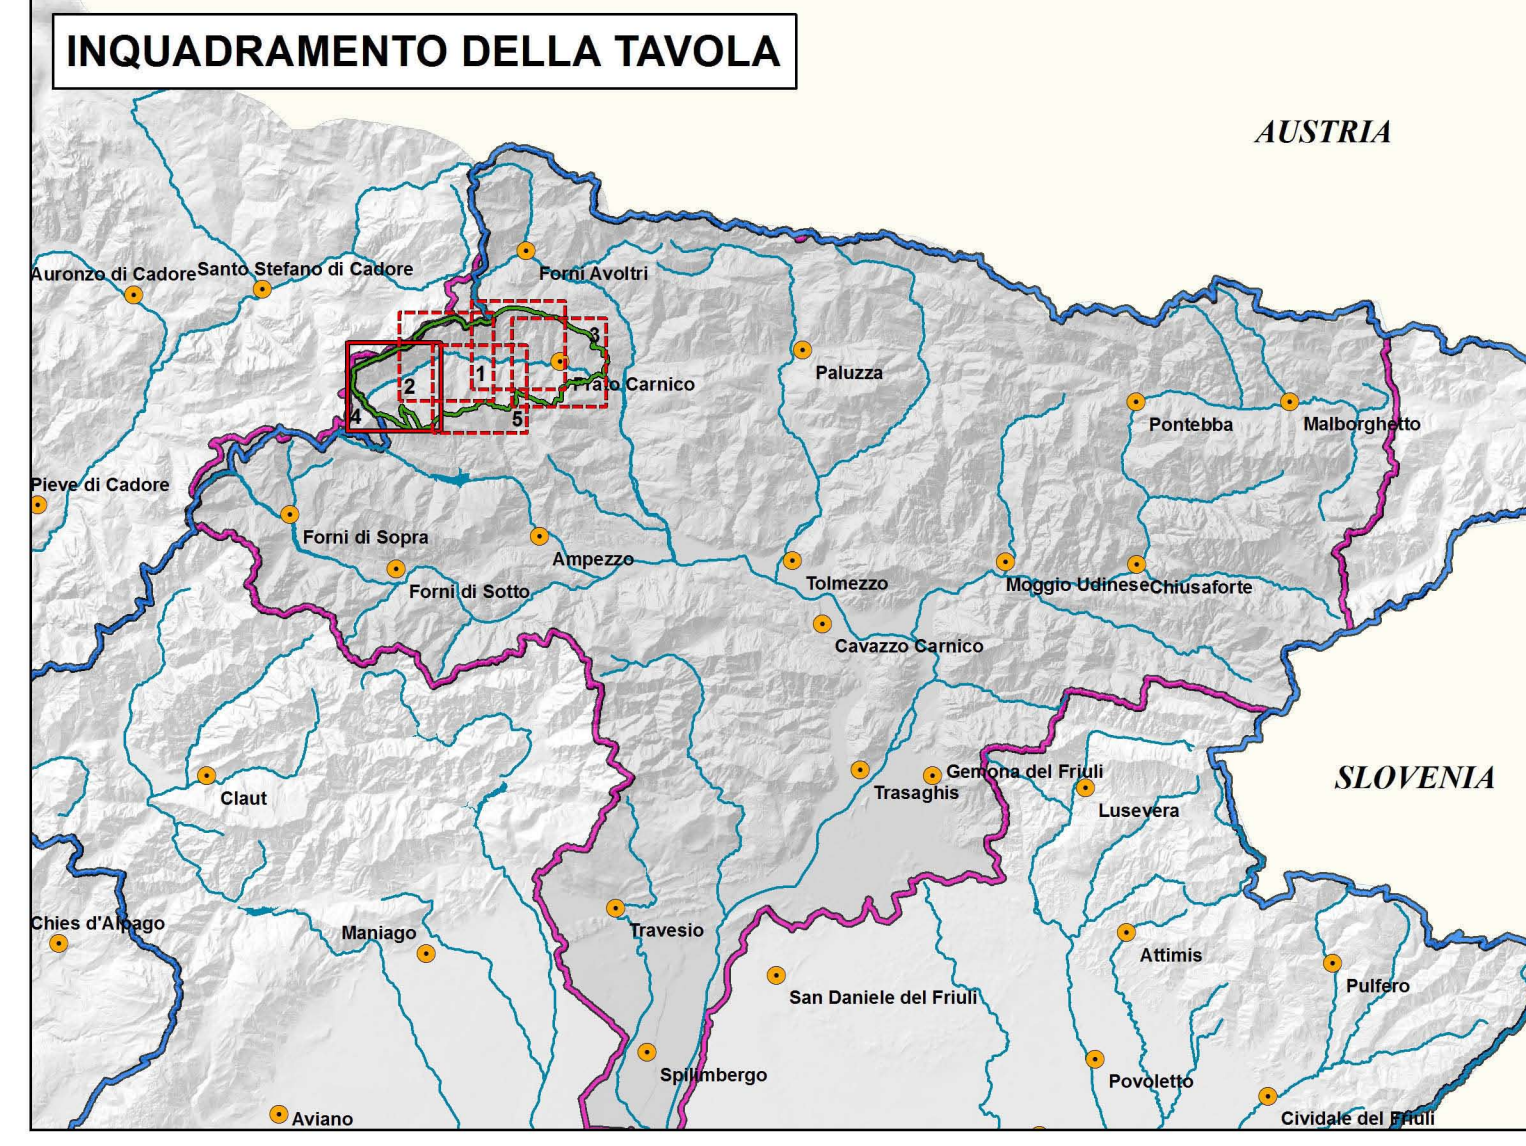 INQUADRAMENTO DELLA TAVOLA
AUSTRIA
Auronzo di Cadore
Santo Stefano di Cadore
Forni Avoltri
3
1
2
4
5
Prato Carnico
Paluzza
Pontebba
Malborghetto
Pieve di Cadore
Forni di Sopra
Ampezzo
Forni di Sotto
Tolmezzo
Moggio Udinese
Chiusaforte
Cavazzo Carnico
Claut
Gemona del Friuli
Trasaghis
Lusevera
SLOVENIA
Chies d'Alpago
Maniago
Travesio
Attimis
San Daniele del Friuli
Pulfero
Spilimbergo
Povoletto
Aviano
Cividale del Friuli